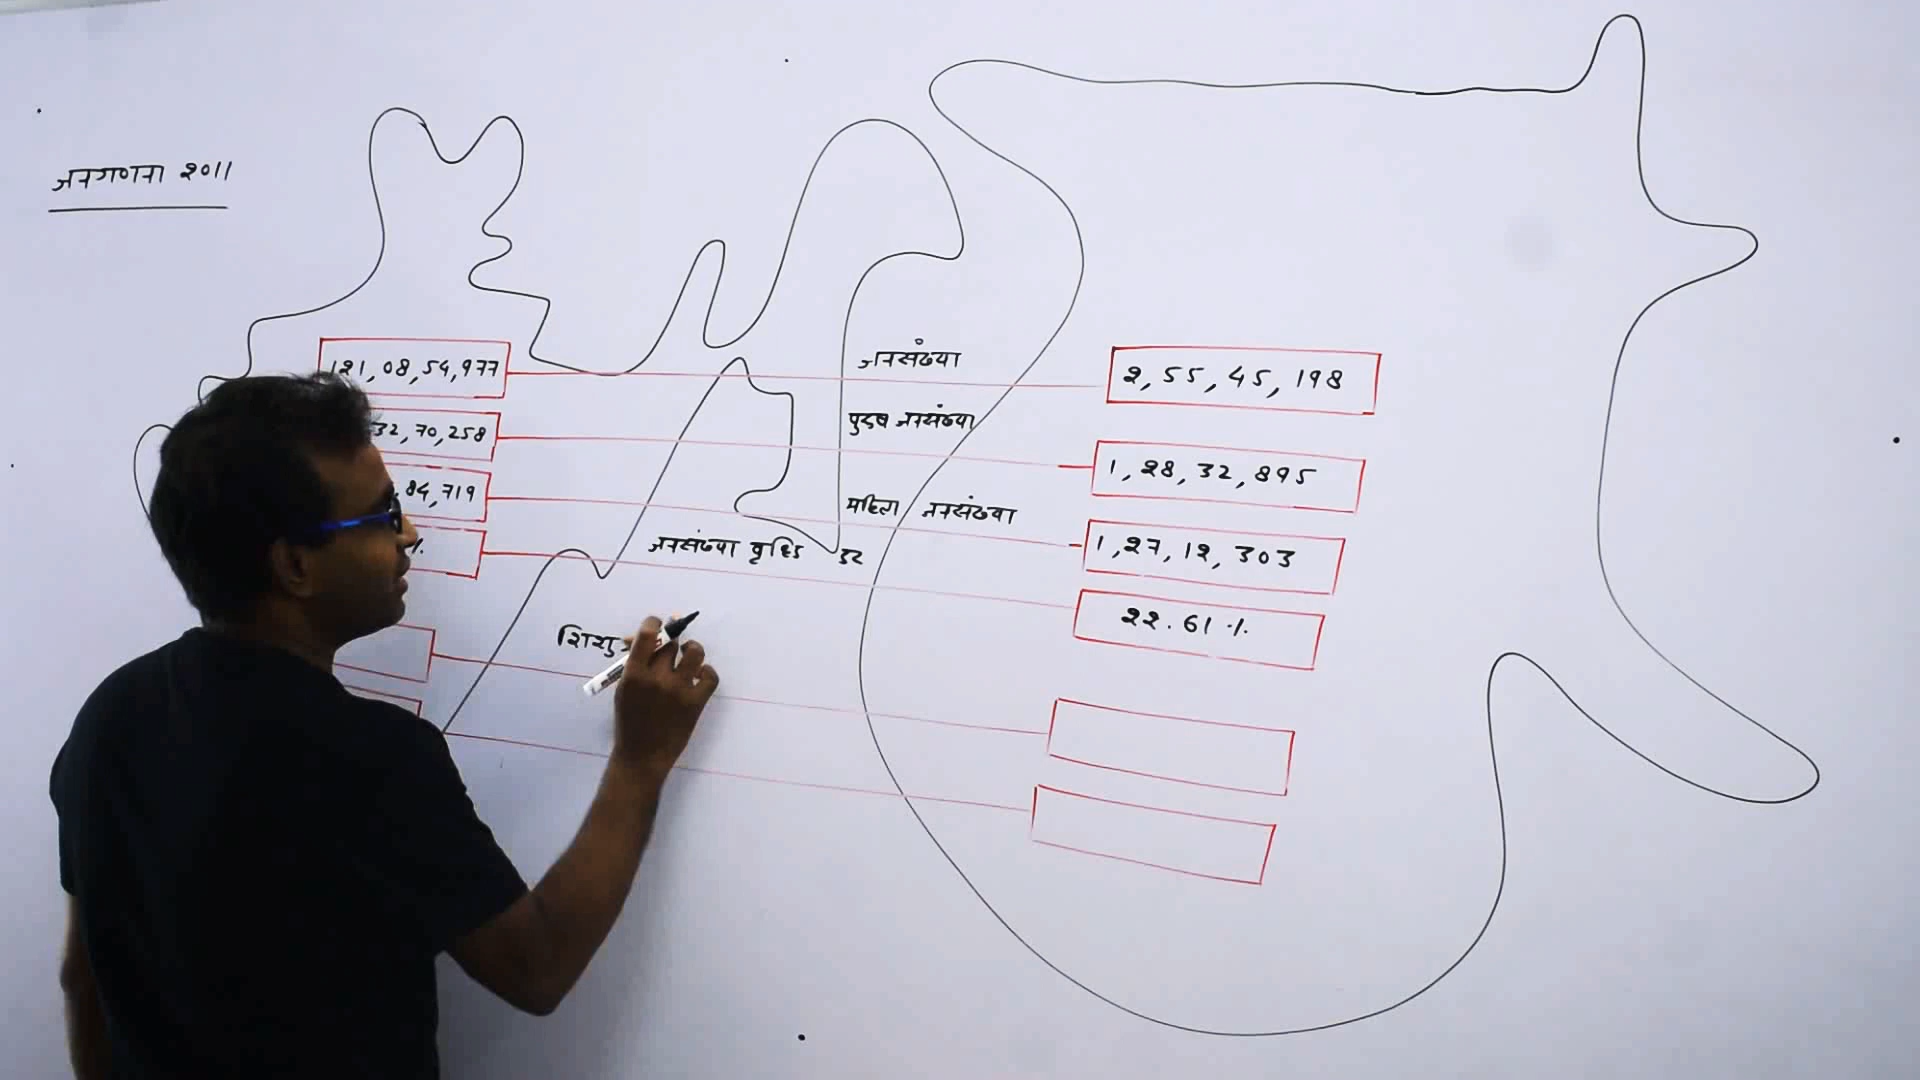 जनगणना 2011
121,08,54,977 जनसंख्या 2,55,45,198
32,70,258 पुरुष जनसंख्या 1,28,32,895
84,719 महिला जनसंख्या 1,27,12,303
%. जनसंख्या वृद्धि दर 22.61 %
शिशु